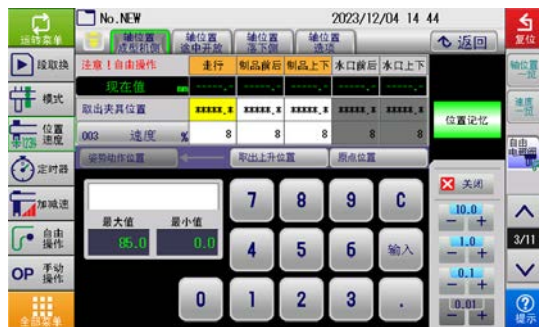 No.NEW 2023/12/04 14 44
运转菜单
轴位置 成型机侧
轴位置 途中开放
轴位置 落下侧
轴位置 选项
返回
复位
段取换
注意！自由操作 走行 制品前后 制品上下 水口前后 水口上下
轴位置 一览
模式
现在值 mm
取出夹具位置 *****.* *****.* *****.* *****.* *****.*
位置记忆
速度 一览
位置 速度
003 速度 % 8 8 8 8 8
自由 电磁阀
姿势动作位置 取出上升位置 原点位置
定时器
7 8 9 C
关闭
加减速
最大值 最小值
85.0 0.0
4 5 6 输入
10.0
- +
自由 操作
1.0
- +
3/11
OP 手动 操作
0.1
- +
0 1 2 3 .
0.01
- +
全部菜单
提示